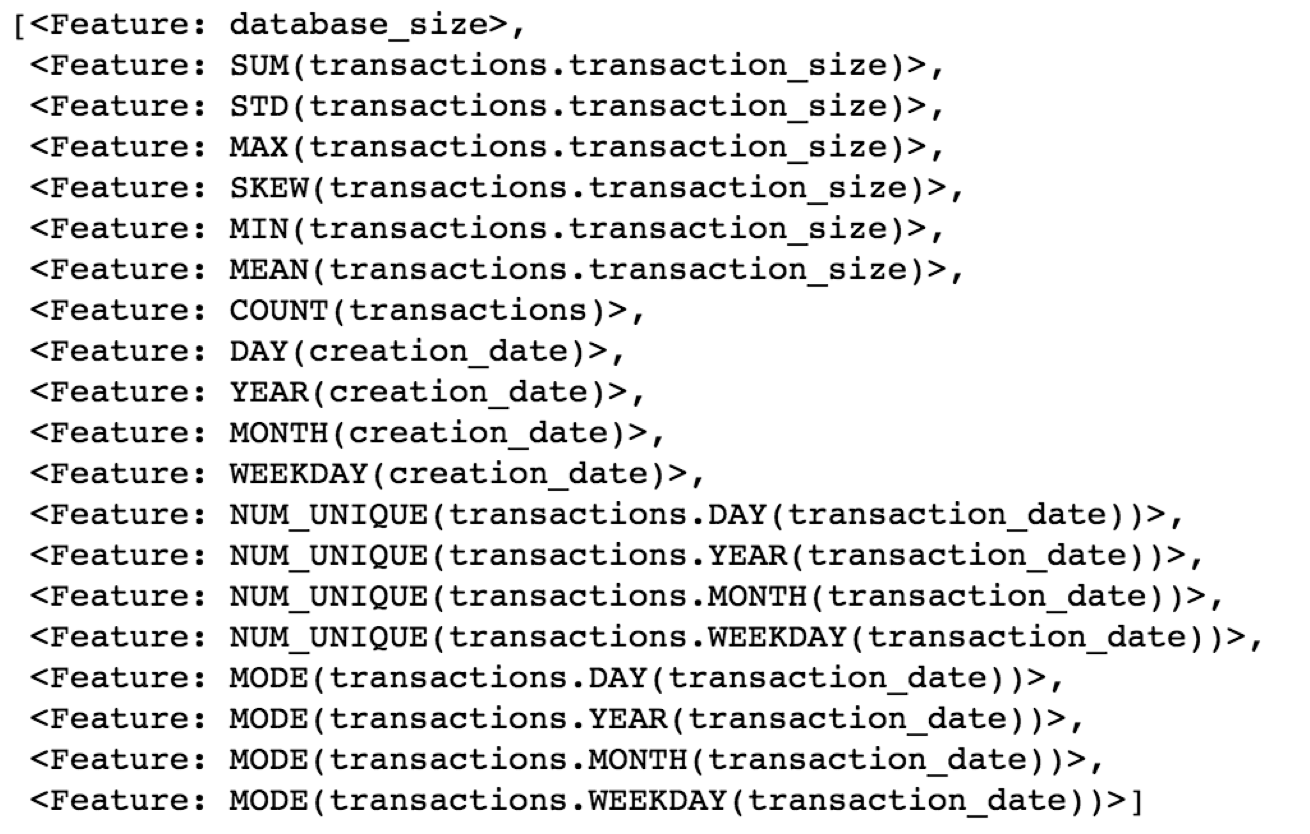 [<Feature: database_size>,
<Feature: SUM(transactions.transaction_size)>,
<Feature: STD(transactions.transaction_size)>,
<Feature: MAX(transactions.transaction_size)>,
<Feature: SKEW(transactions.transaction_size)>,
<Feature: MIN(transactions.transaction_size)>,
<Feature: MEAN(transactions.transaction_size)>,
<Feature: COUNT(transactions)>,
<Feature: DAY(creation_date)>,
<Feature: YEAR(creation_date)>,
<Feature: MONTH(creation_date)>,
<Feature: WEEKDAY(creation_date)>,
<Feature: NUM_UNIQUE(transactions.DAY(transaction_date))>,
<Feature: NUM_UNIQUE(transactions.YEAR(transaction_date))>,
<Feature: NUM_UNIQUE(transactions.MONTH(transaction_date))>,
<Feature: NUM_UNIQUE(transactions.WEEKDAY(transaction_date))>,
<Feature: MODE(transactions.DAY(transaction_date))>,
<Feature: MODE(transactions.YEAR(transaction_date))>,
<Feature: MODE(transactions.MONTH(transaction_date))>,
<Feature: MODE(transactions.WEEKDAY(transaction_date))>]